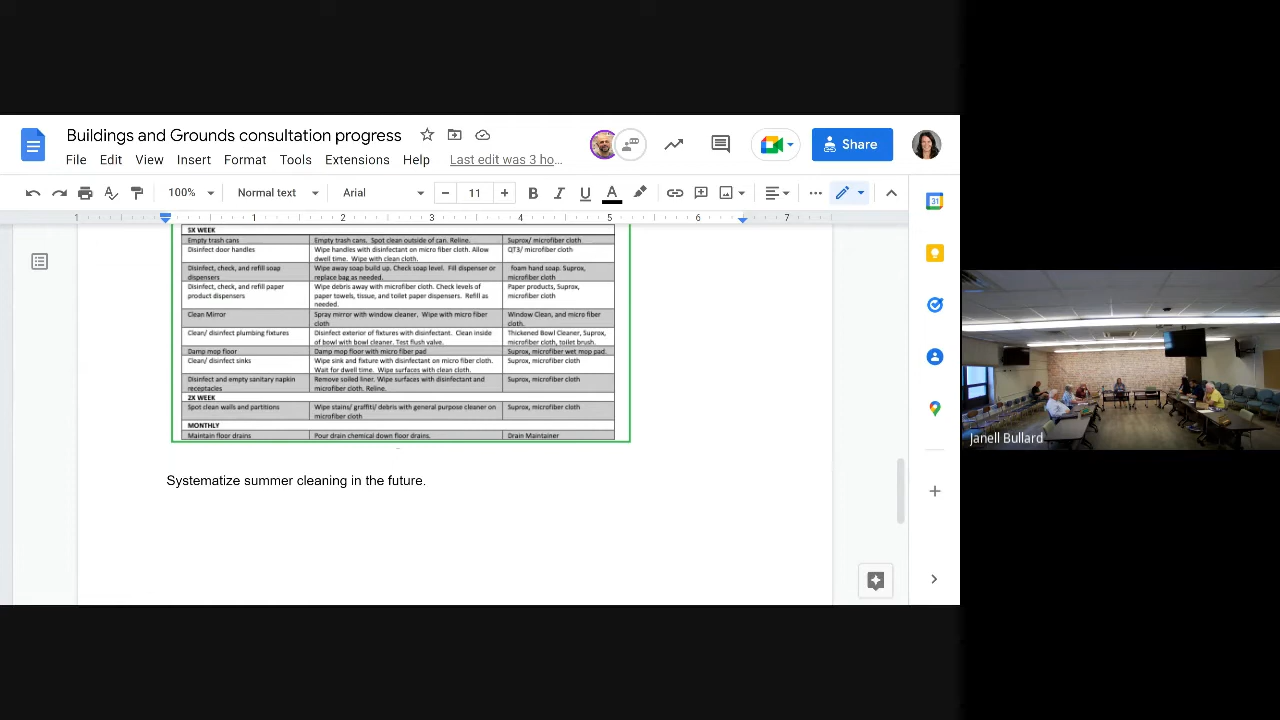 Buildings and Grounds consultation progress
File Edit View Insert Format Tools Extensions Help Last edit was 3 ho...
Share
100% Normal text Arial 11 B I U A
1 1 2 3 4 5 6 7
31
5X WEEK
Empty trash cans Empty trash cans. Spot clean outside of can. Reline. Suprox/ microfiber cloth
Disinfect door handles Wipe handles with disinfectant on micro fiber cloth. Allow QT3/ microfiber cloth
dwell time. Wipe with clean cloth.
Disinfect, check, and refill soap Wipe away soap build up. Check soap level. Fill dispenser or foam hand soap. Suprox,
dispensers replace bag as needed. microfiber cloth
Disinfect, check, and refill paper Wipe debris away with microfiber cloth. Check levels of Paper products, Suprox,
product dispensers paper towels, tissue, and toilet paper dispensers. Refill as microfiber cloth
needed.
Clean Mirror Spray mirror with window cleaner. Wipe with micro fiber Window Clean, and micro fiber
cloth cloth.
Clean/ disinfect plumbing fixtures Disinfect exterior of fixtures with disinfectant. Clean inside Thickened Bowl Cleaner, Suprox,
of bowl with bowl cleaner. Test flush valve. microfiber cloth, toilet brush.
Damp mop floor Damp mop floor with micro fiber pad Suprox, microfiber wet mop pad.
Clean/ disinfect sinks Wipe sink and fixture with disinfectant on micro fiber cloth. Suprox, microfiber cloth
Wait for dwell time. Wipe surfaces with clean cloth.
Disinfect and empty sanitary napkin Remove soiled liner. Wipe surfaces with disinfectant and Suprox, microfiber cloth
receptacles microfiber cloth. Reline.
2X WEEK
Spot clean walls and partitions Wipe stains/ graffiti/ debris with general purpose cleaner on Suprox, microfiber cloth
microfiber cloth
MONTHLY
Maintain floor drains Pour drain chemical down floor drains. Drain Maintainer
Systematize summer cleaning in the future.
Janell Bullard